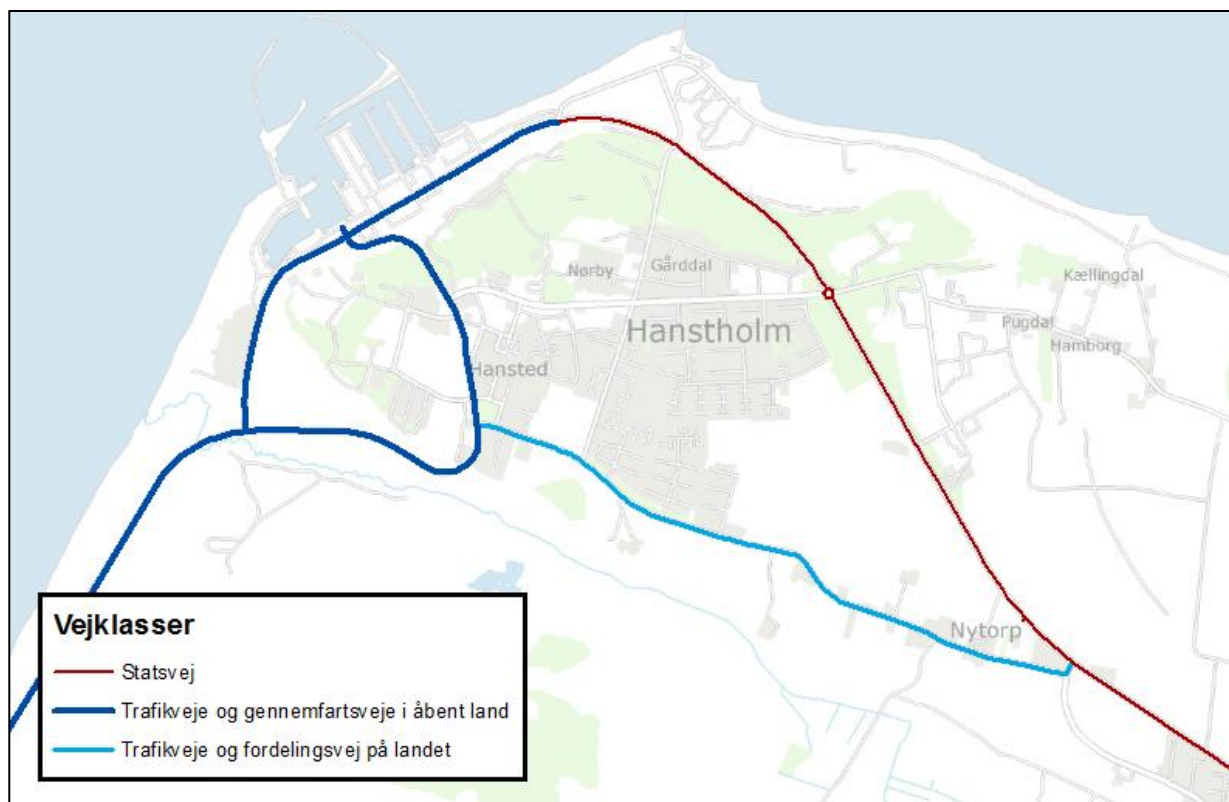 Nørby
Gårddal
Kællingdal
Pugdal
Hanstholm
Hamborg
Hansted
Nytorp
Vejklasser
Statsvej
Trafikveje og gennemfartsveje i åbent land
Trafikveje og fordelingsvej på landet